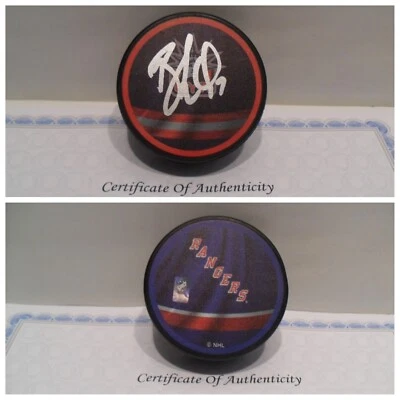 Certificate Of Authenticity
RANGERS
© NHL
Certificate Of Authenticity